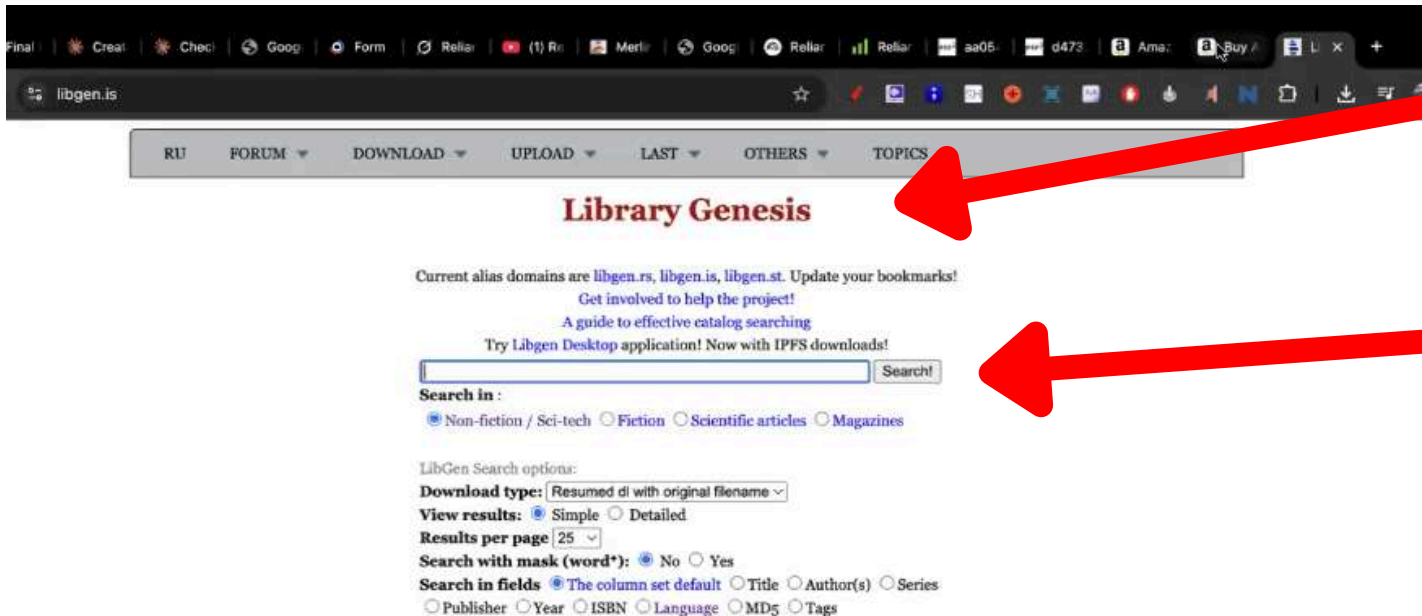 Final Creat Chec Goog Form Reliar (1) Re Merli Goog Reliar Reliar aa05- d473 Ama: Buy A Li
libgen.is
RU FORUM DOWNLOAD UPLOAD LAST OTHERS TOPICS
Library Genesis
Current alias domains are libgen.rs, libgen.is, libgen.st. Update your bookmarks!
Get involved to help the project!
A guide to effective catalog searching
Try Libgen Desktop application! Now with IPFS downloads!
Search!
Search in :
Non-fiction / Sci-tech Fiction Scientific articles Magazines
LibGen Search options:
Download type: Resumed dl with original filename
View results: Simple Detailed
Results per page 25
Search with mask (word*): No Yes
Search in fields The column set default Title Author(s) Series
Publisher Year ISBN Language MD5 Tags